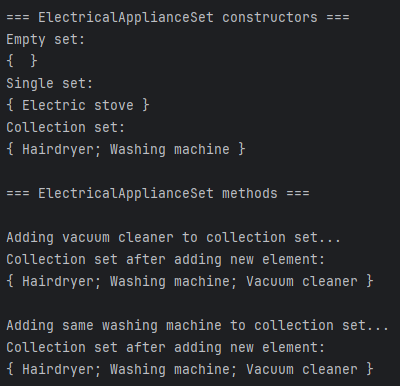 === ElectricalApplianceSet constructors ===
Empty set:
{  }
Single set:
{ Electric stove }
Collection set:
{ Hairdryer; Washing machine }
=== ElectricalApplianceSet methods ===
Adding vacuum cleaner to collection set...
Collection set after adding new element:
{ Hairdryer; Washing machine; Vacuum cleaner }
Adding same washing machine to collection set...
Collection set after adding new element:
{ Hairdryer; Washing machine; Vacuum cleaner }